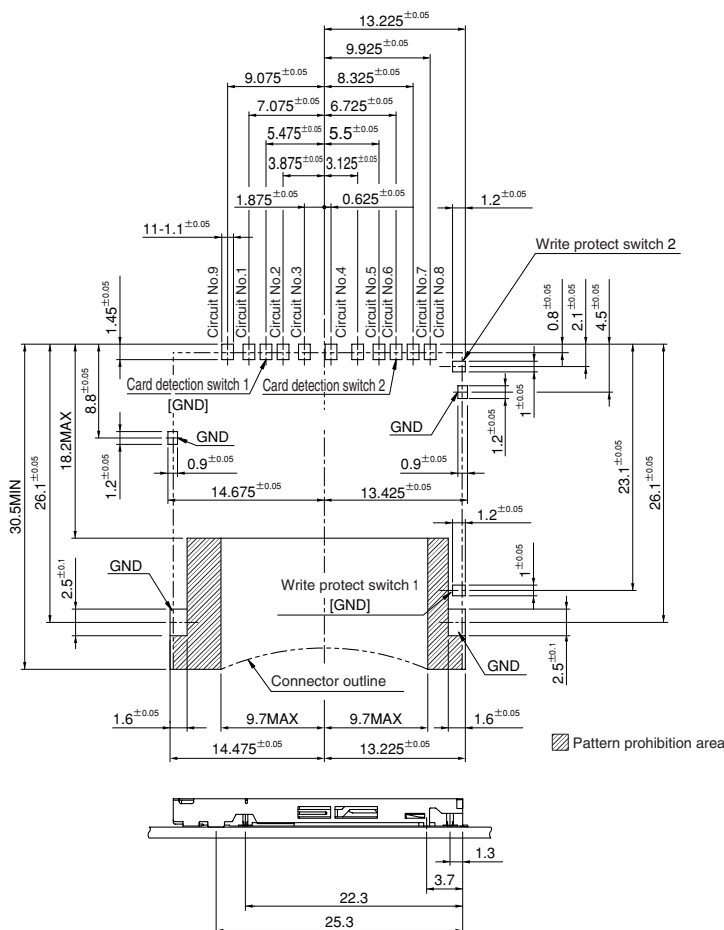 13.225±0.05
9.925±0.05
9.075±0.05 8.325±0.05
7.075±0.05 6.725±0.05
5.475±0.05 5.5±0.05
3.875±0.05 3.125±0.05
1.875±0.05 0.625±0.05 1.2±0.05
11-1.1±0.05
Write protect switch 2
Circuit No.9
Circuit No.1
Circuit No.2
Circuit No.3
Circuit No.4
Circuit No.5
Circuit No.6
Circuit No.7
Circuit No.8
1.45±0.05
0.8±0.05
2.1±0.05
4.5±0.05
Card detection switch 1
[GND]
Card detection switch 2
8.8±0.05
18.2MAX
26.1±0.05
30.5MIN
1.2±0.05
GND
0.9±0.05
GND
0.9±0.05
1.2±0.05
1±0.05
23.1±0.05
26.1±0.05
14.675±0.05 13.425±0.05
1.2±0.05
GND
2.5±0.1
Write protect switch 1
[GND]
1±0.05
GND
2.5±0.1
Connector outline
1.6±0.05 9.7MAX 9.7MAX 1.6±0.05
14.475±0.05 13.225±0.05
Pattern prohibition area
1.3
3.7
22.3
25.3